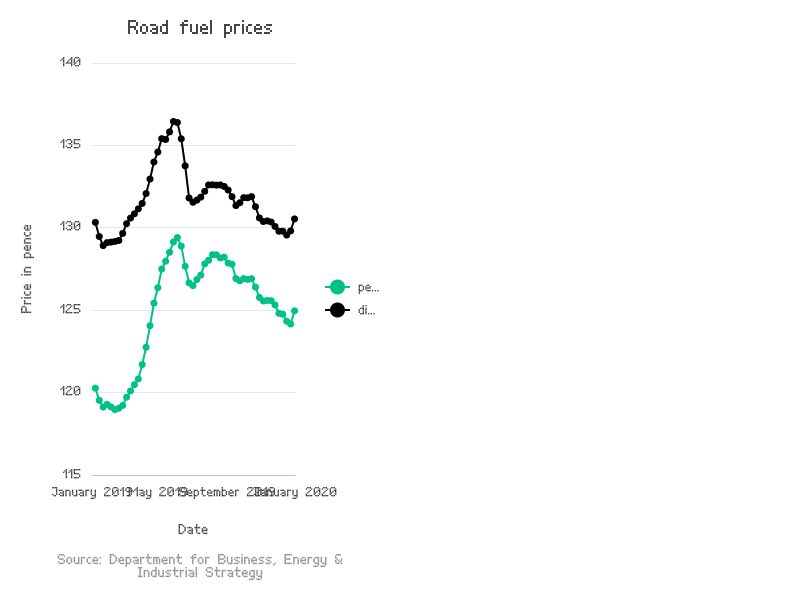 Road fuel prices
140
135
130
125
120
115
Price in pence
January 2019
May 2019
September 2019
January 2020
Date
pe...
di...
Source: Department for Business, Energy &
Industrial Strategy